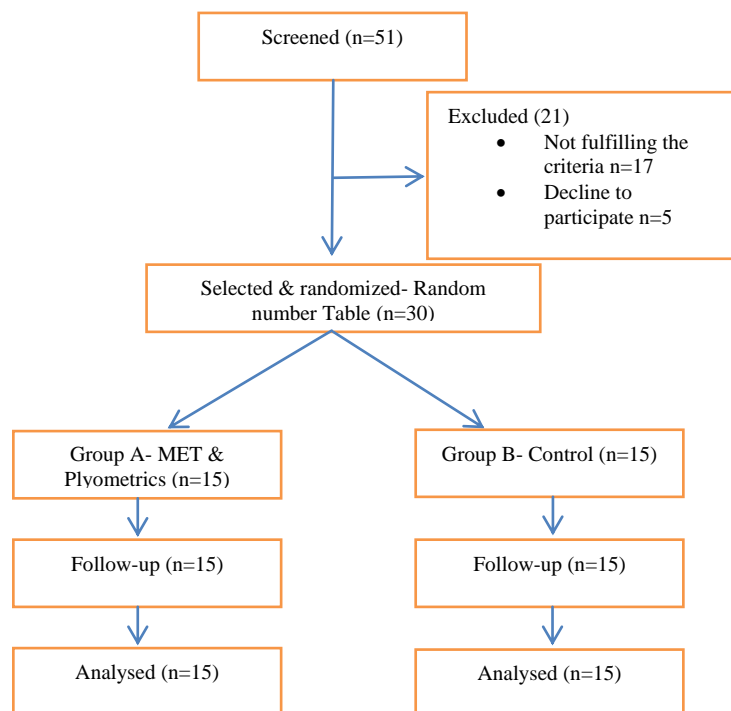 Screened (n=51)
Excluded (21)
• Not fulfilling the
criteria n=17
• Decline to
participate n=5
Selected & randomized- Random
number Table (n=30)
Group A- MET &
Plyometrics (n=15)
Group B- Control (n=15)
Follow-up (n=15)
Follow-up (n=15)
Analysed (n=15)
Analysed (n=15)